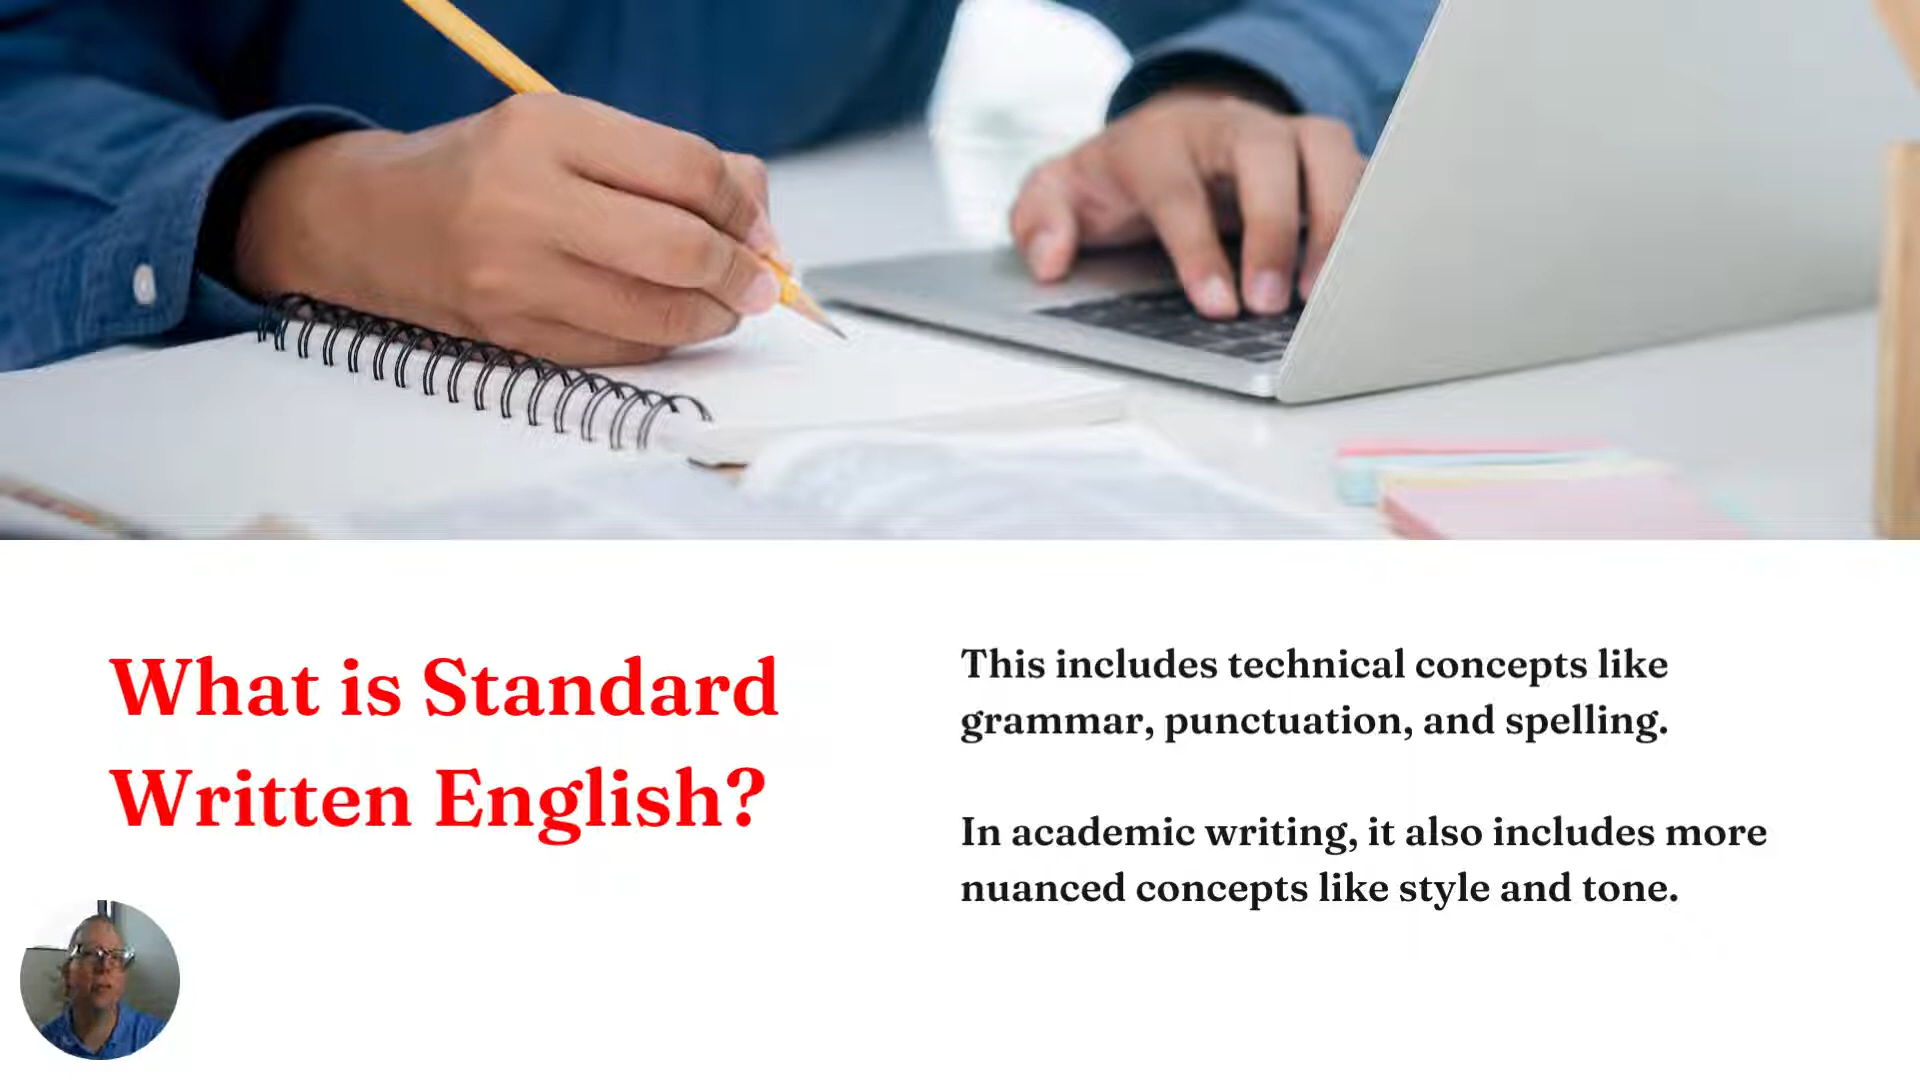 What is Standard
Written English?
This includes technical concepts like
grammar, punctuation, and spelling.
In academic writing, it also includes more
nuanced concepts like style and tone.